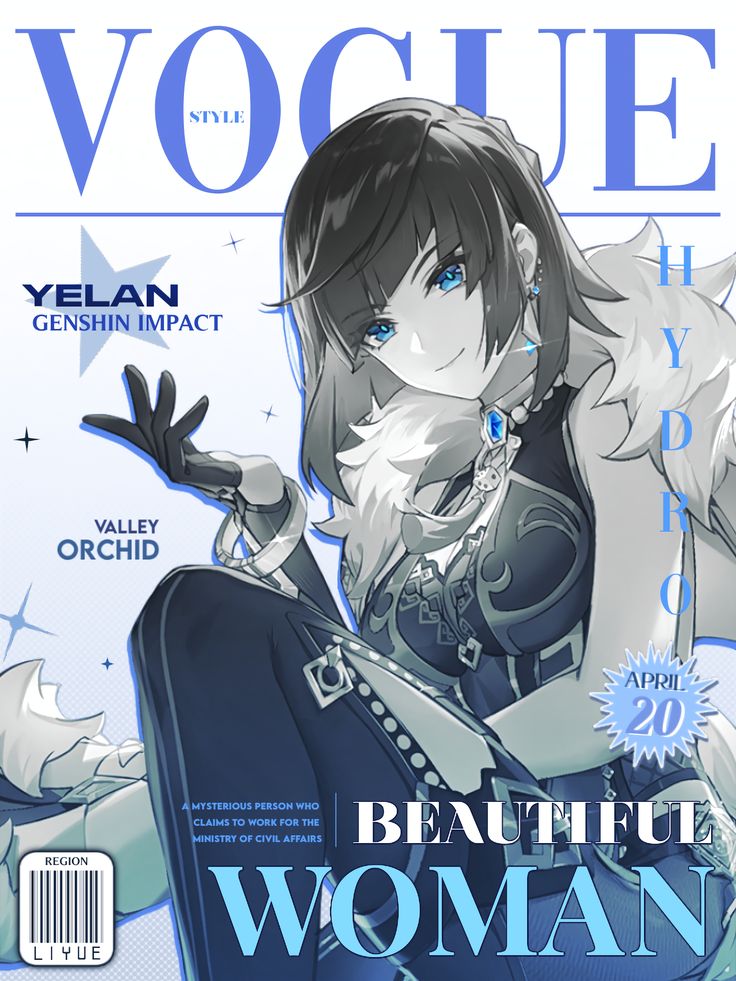 VOGUE
STYLE
YELAN
GENSHIN IMPACT
HYDRO
VALLEY
ORCHID
APRIL
20
A MYSTERIOUS PERSON WHO
CLAIMS TO WORK FOR THE
MINISTRY OF CIVIL AFFAIRS
BEAUTIFUL
WOMAN
REGION
LIYUE